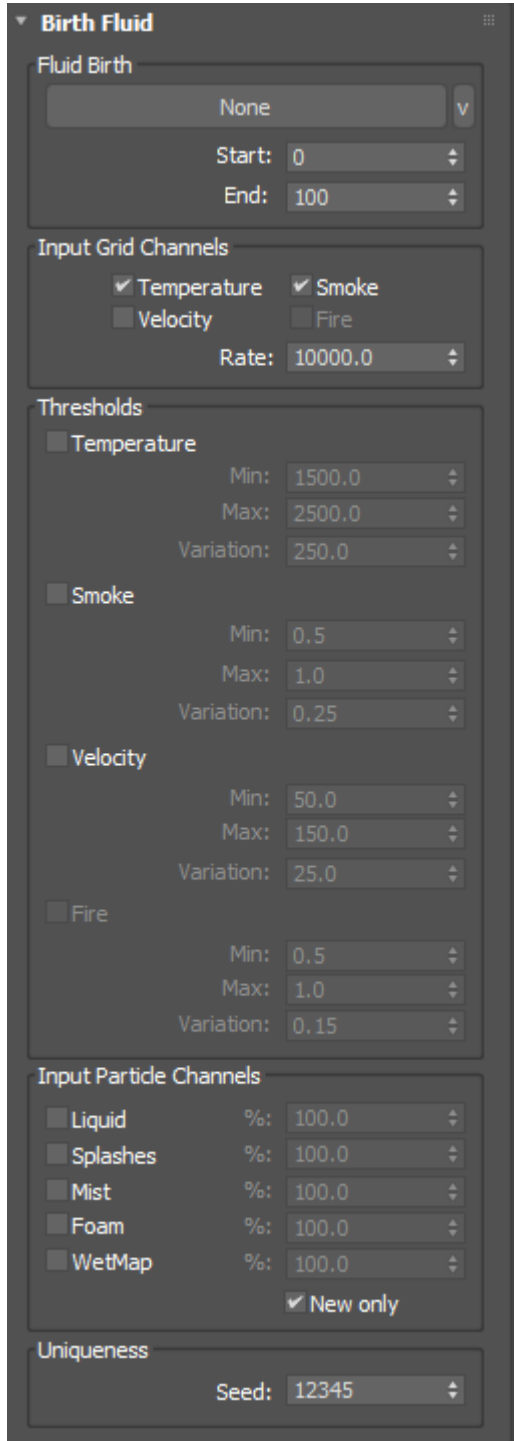 Birth Fluid
Fluid Birth
None v
Start: 0
End: 100
Input Grid Channels
Temperature Smoke
Velocity Fire
Rate: 10000.0
Thresholds
Temperature
Min: 1500.0
Max: 2500.0
Variation: 250.0
Smoke
Min: 0.5
Max: 1.0
Variation: 0.25
Velocity
Min: 50.0
Max: 150.0
Variation: 25.0
Fire
Min: 0.5
Max: 1.0
Variation: 0.15
Input Particle Channels
Liquid %: 100.0
Splashes %: 100.0
Mist %: 100.0
Foam %: 100.0
WetMap %: 100.0
New only
Uniqueness
Seed: 12345